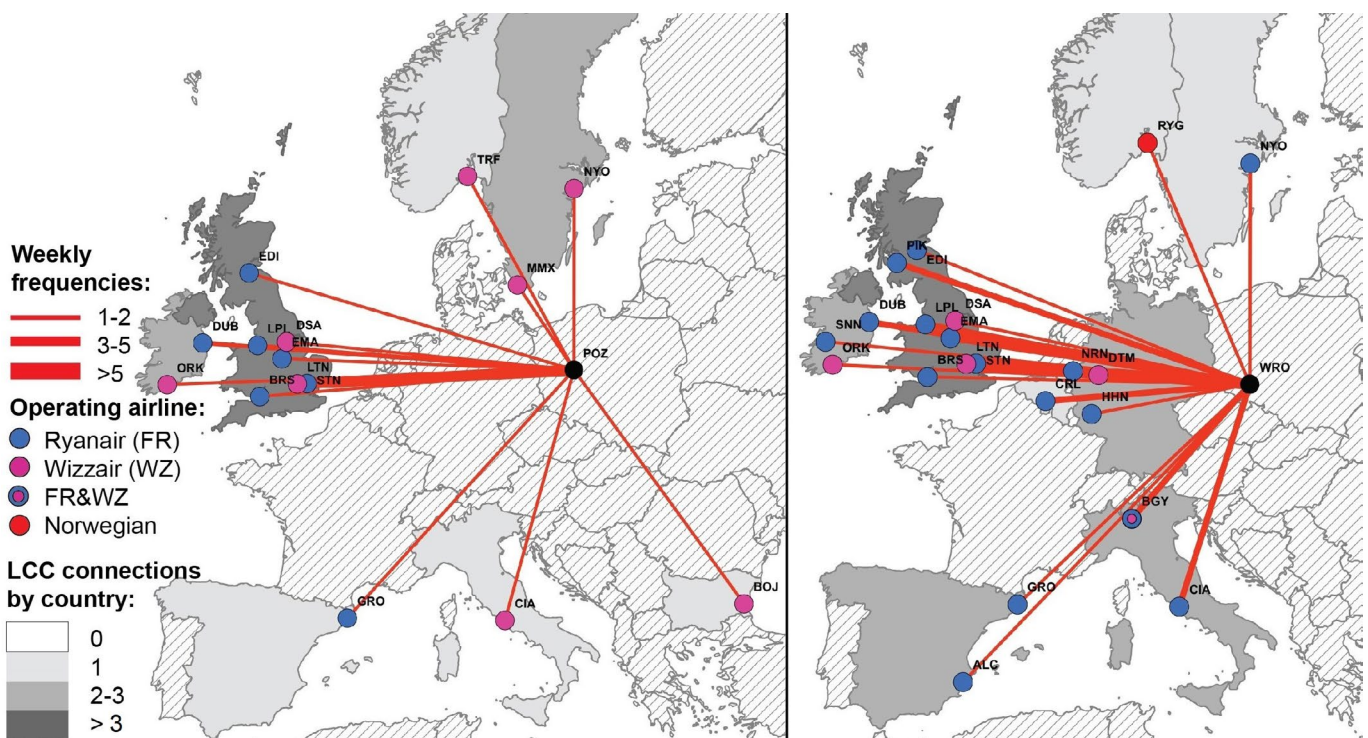 Weekly
frequencies:
1-2
3-5
>5
Operating airline:
Ryanair (FR)
Wizzair (WZ)
FR&WZ
Norwegian
LCC connections
by country:
0
1
2-3
> 3
TRF
NYO
MMX
EDI
DUB
LPL
DSA
EMA
ORK
LTN
BRS
STN
POZ
GRO
CIA
BOJ
RYG
NYO
PIK
EDI
DUB
LPL
DSA
EMA
SNN
ORK
LTN
BRS
STN
NRN
DTM
CRL
HHN
WRO
BGY
GRO
CIA
ALC